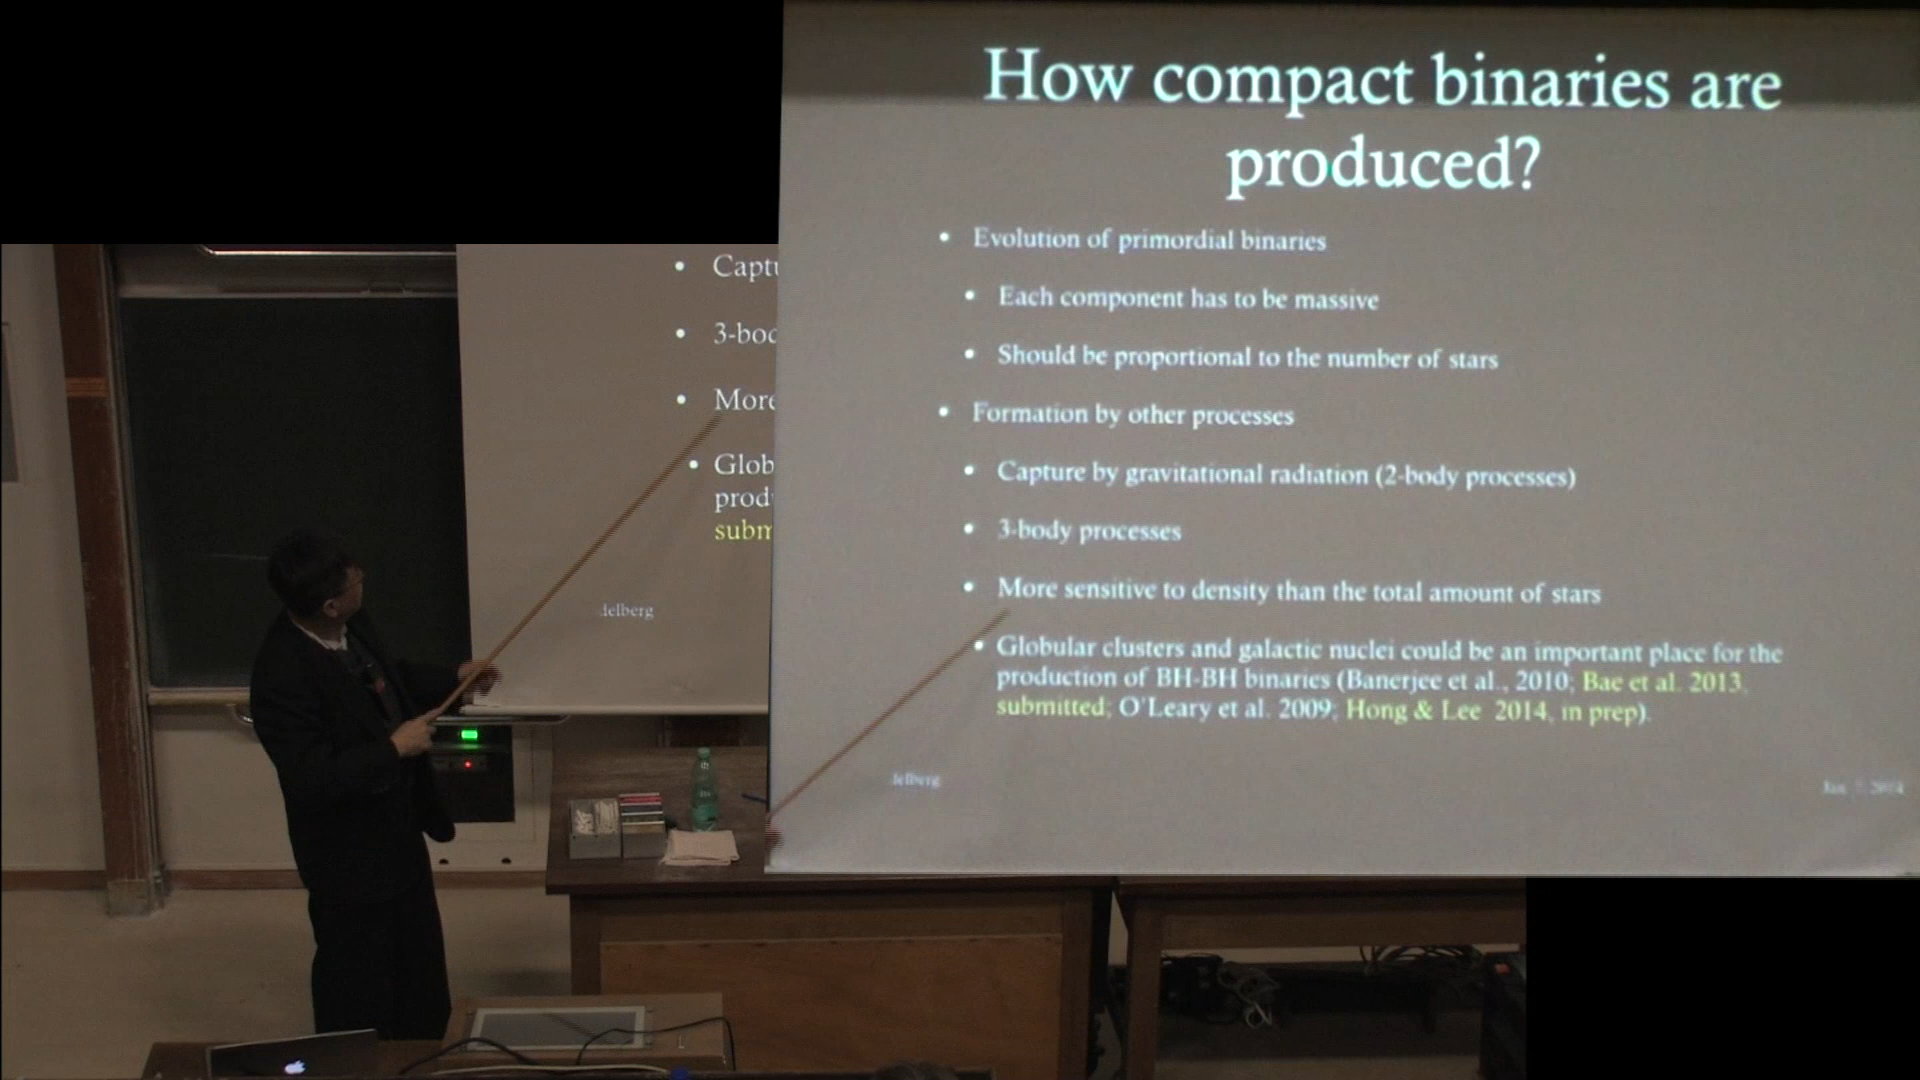 How compact binaries are
produced?
• Evolution of primordial binaries
• Each component has to be massive
• Should be proportional to the number of stars
• Formation by other processes
• Capture by gravitational radiation (2-body processes)
• 3-body processes
• More sensitive to density than the total amount of stars
• Globular clusters and galactic nuclei could be an important place for the
production of BH-BH binaries (Banerjee et al., 2010; Bae et al. 2013,
submitted; O'Leary et al. 2009; Hong & Lee 2014, in prep).
delberg
• Captu
• 3-bod
• More
• Glob
prod
subm
delberg